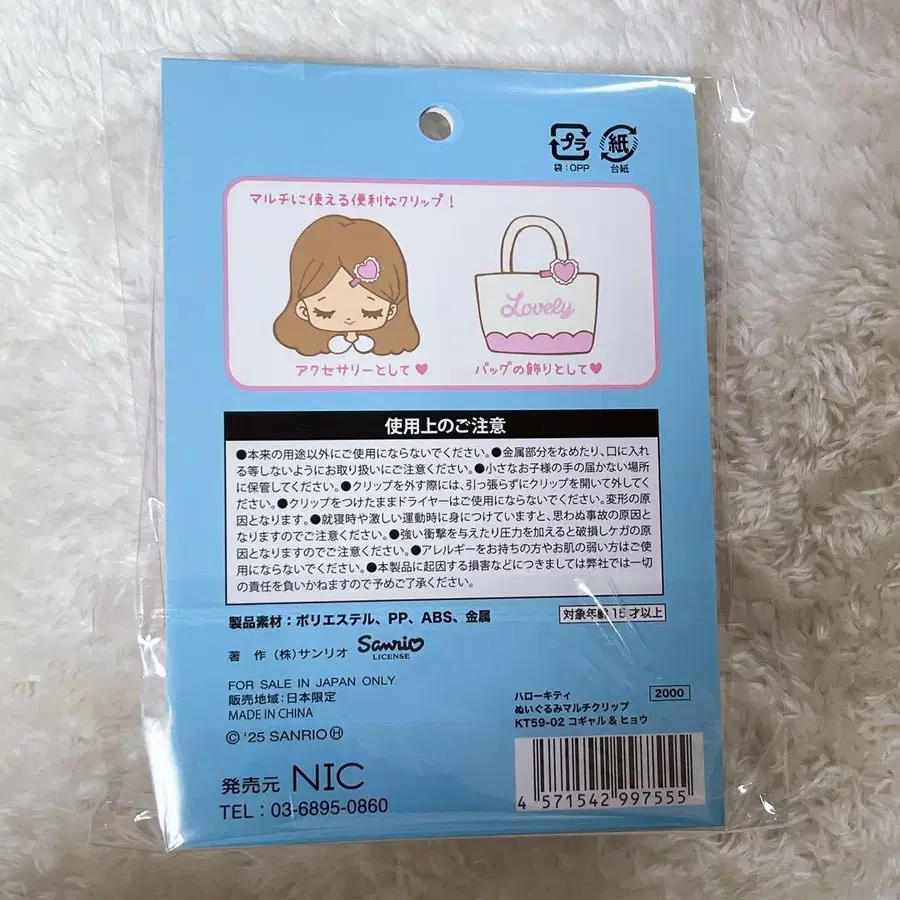 プラ
紙
袋：OPP
台紙
マルチに使える便利なクリップ！
Lovely
アクセサリーとして♥
バッグの飾りとして♥
使用上のご注意
●本来の用途以外にご使用にならないでください。●金属部分をなめたり、口に入れ
る等しないようにお取り扱いにご注意ください。●小さなお子様の手の届かない場所
に保管してください。●クリップを外す際には、引っ張らずにクリップを開いて外してく
ださい。●クリップをつけたままドライヤーはご使用にならないでください。変形の原
因となります。●就寝時や激しい運動時に身につけていますと、思わぬ事故の原因と
なりますのでご注意ください。●強い衝撃を与えたり圧力を加えると破損しケガの原
因となりますのでご注意ください。●アレルギーをお持ちの方やお肌の弱い方はご使
用にならないでください。●本製品に起因する損害などにつきましては弊社では一切
の責任を負いかねますので予めご了承ください。
製品素材：ポリエステル、PP、ABS、金属
対象年齢 15才以上
著 作 （株）サンリオ
Sanrio
LICENSE
FOR SALE IN JAPAN ONLY
販売地域：日本限定
MADE IN CHINA
© '25 SANRIO Ⓗ
ハローキティ
2000
ぬいぐるみマルチクリップ
KT59-02 コギャル＆ヒョウ
発売元 NIC
TEL：03-6895-0860
4 571542 997555